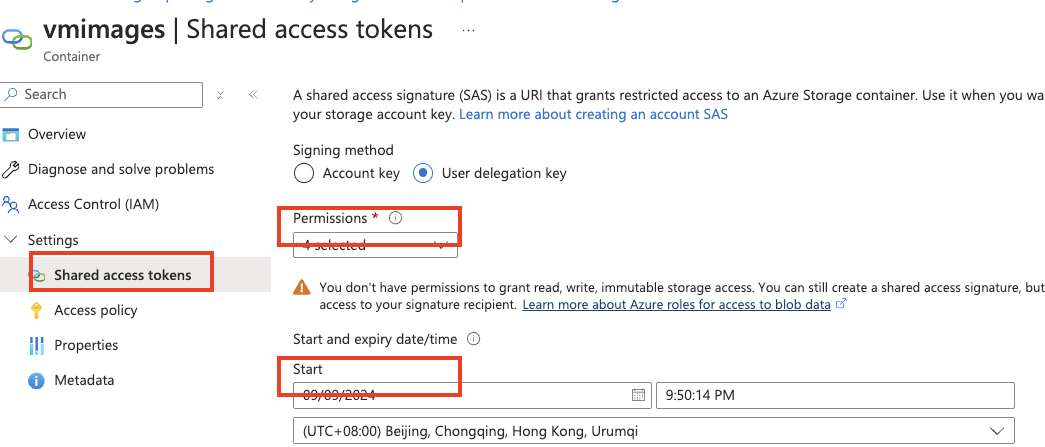 vmimages | Shared access tokens ...
Container
Search
Overview
Diagnose and solve problems
Access Control (IAM)
Settings
Shared access tokens
Access policy
Properties
Metadata
A shared access signature (SAS) is a URI that grants restricted access to an Azure Storage container. Use it when you wa
your storage account key. Learn more about creating an account SAS
Signing method
Account key
User delegation key
Permissions *
4 selected
You don't have permissions to grant read, write, immutable storage access. You can still create a shared access signature, but
access to your signature recipient. Learn more about Azure roles for access to blob data
Start and expiry date/time
Start
09/09/2024
9:50:14 PM
(UTC+08:00) Beijing, Chongqing, Hong Kong, Urumqi